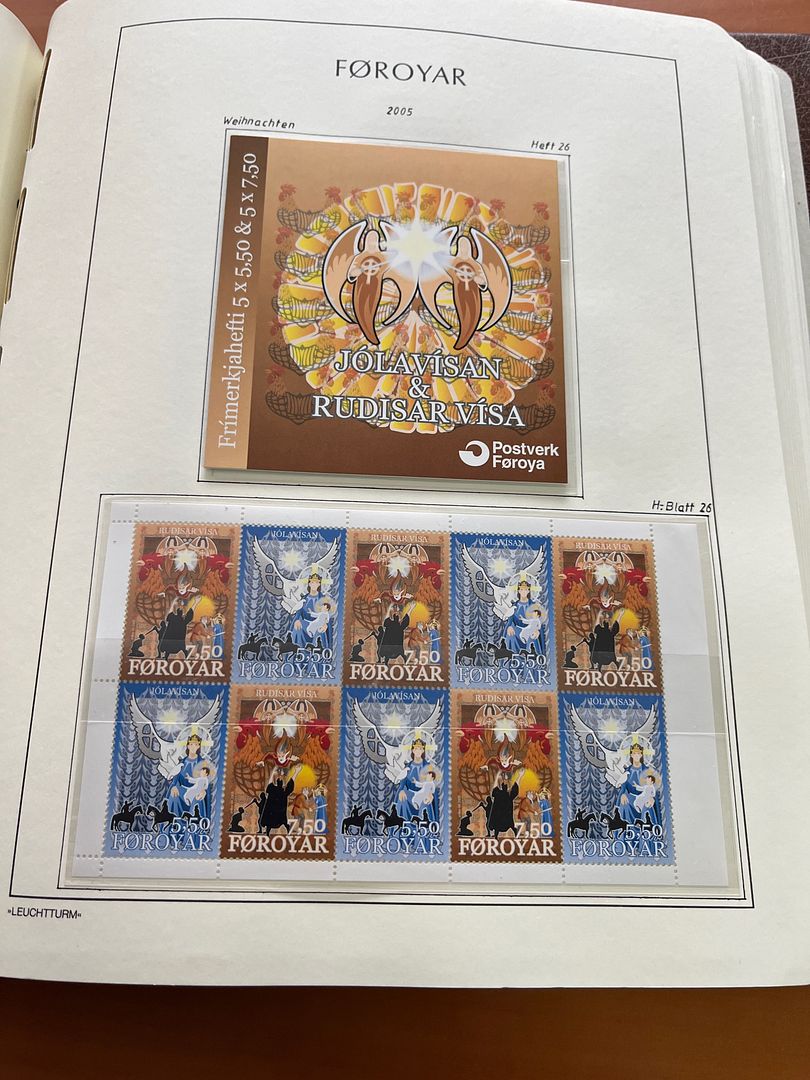 FØROYAR
2005
Weihnachten
Heft 26
Frímerkjahefti 5 x 5,50 & 5 x 7,50
JÓLAVÍSAN
&
RUDISAR VÍSA
Postverk
Føroya
H-Blatt 26
RUDISAR VÍSA
7,50
FØROYAR
JÓLAVÍSAN
5,50
FØROYAR
RUDISAR VÍSA
7,50
FØROYAR
JÓLAVÍSAN
5,50
FØROYAR
RUDISAR VÍSA
7,50
FØROYAR
JÓLAVÍSAN
5,50
FØROYAR
RUDISAR VÍSA
7,50
FØROYAR
JÓLAVÍSAN
5,50
FØROYAR
RUDISAR VÍSA
7,50
FØROYAR
JÓLAVÍSAN
5,50
FØROYAR
»LEUCHTTURM«